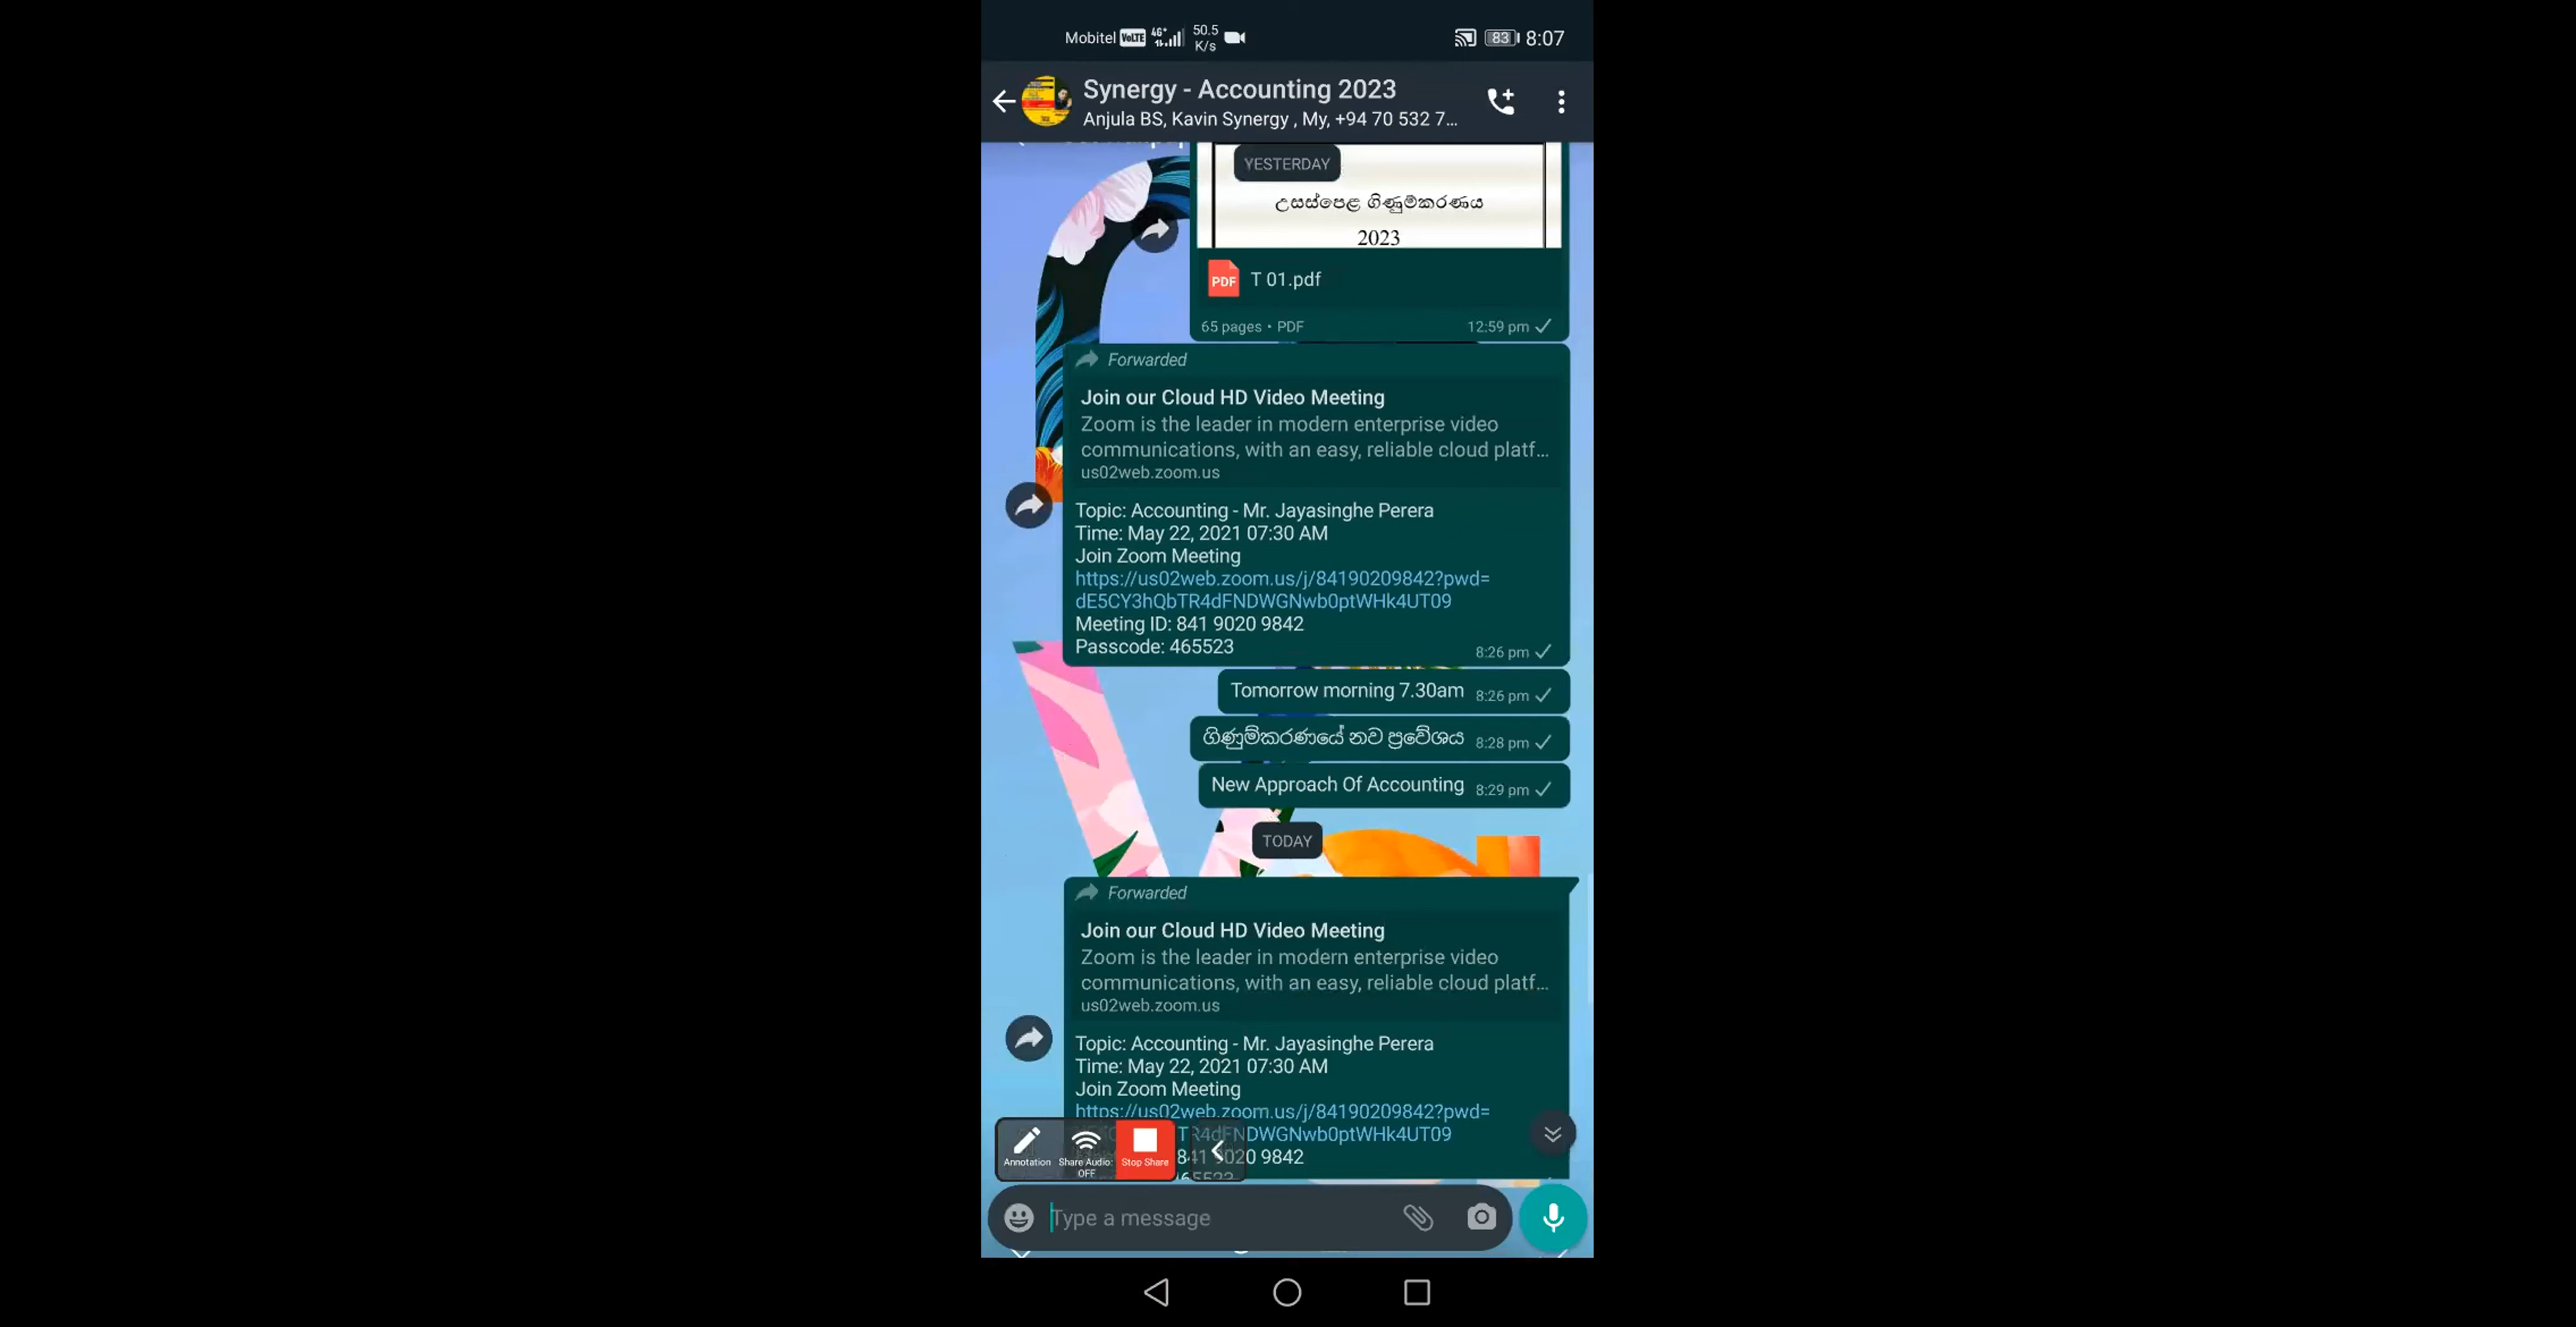 Mobitel VoLTE 4G+ 50.5 K/s 83 8:07
Synergy - Accounting 2023
Anjula BS, Kavin Synergy , My, +94 70 532 7...
YESTERDAY
උසස්පෙළ ගිණුම්කරණය
2023
PDF T 01.pdf
65 pages • PDF 12:59 pm
Forwarded
Join our Cloud HD Video Meeting
Zoom is the leader in modern enterprise video
communications, with an easy, reliable cloud platf...
us02web.zoom.us
Topic: Accounting - Mr. Jayasinghe Perera
Time: May 22, 2021 07:30 AM
Join Zoom Meeting
https://us02web.zoom.us/j/84190209842?pwd=
dE5CY3hQbTR4dFNDWGNwb0ptWHk4UT09
Meeting ID: 841 9020 9842
Passcode: 465523
8:26 pm
Tomorrow morning 7.30am 8:26 pm
ගිණුම්කරණයේ නව ප්‍රවේශය 8:28 pm
New Approach Of Accounting 8:29 pm
TODAY
Forwarded
Join our Cloud HD Video Meeting
Zoom is the leader in modern enterprise video
communications, with an easy, reliable cloud platf...
us02web.zoom.us
Topic: Accounting - Mr. Jayasinghe Perera
Time: May 22, 2021 07:30 AM
Join Zoom Meeting
https://us02web.zoom.us/j/84190209842?pwd=
TR4dFNDWGNwb0ptWHk4UT09
841 9020 9842
Annotation Share Audio: OFF Stop Share
Type a message